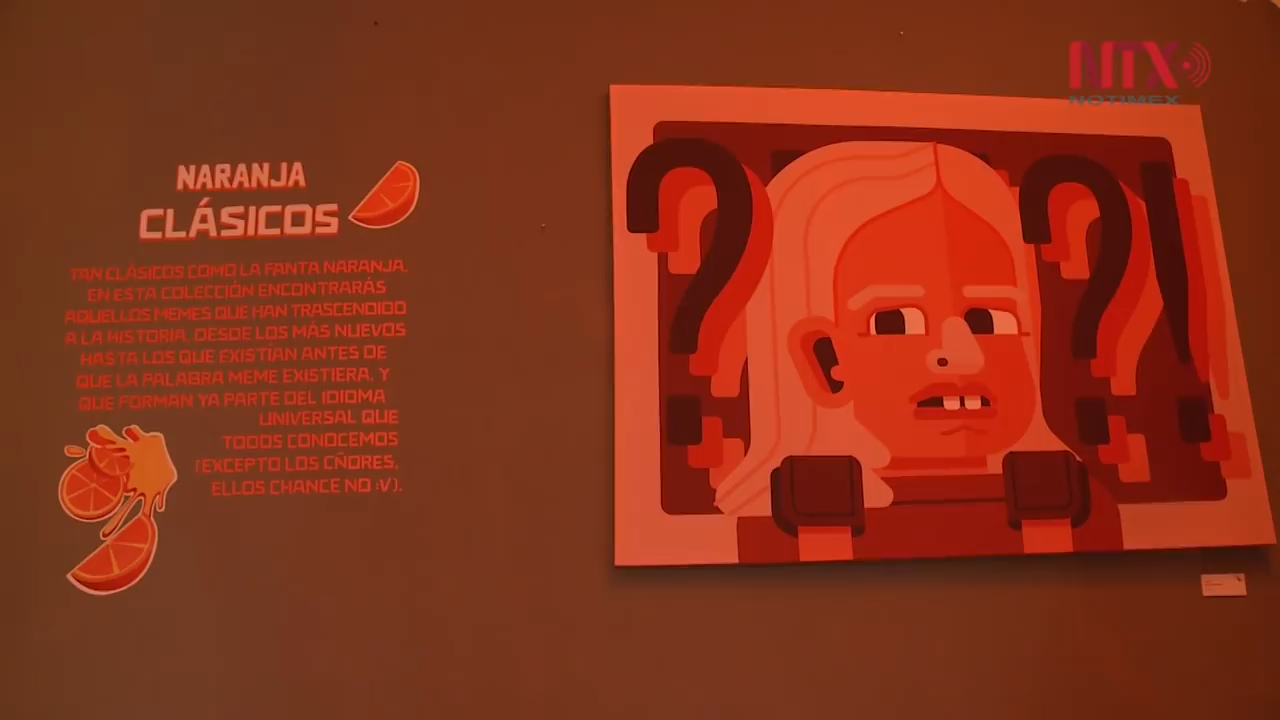 NTX
NOTIMEX
NARANJA
CLÁSICOS
TAN CLÁSICOS COMO LA FANTA NARANJA,
EN ESTA COLECCIÓN ENCONTRARÁS
AQUELLOS MEMES QUE HAN TRASCENDIDO
A LA HISTORIA, DESDE LOS MÁS NUEVOS
HASTA LOS QUE EXISTÍAN ANTES DE
QUE LA PALABRA MEME EXISTIERA, Y
QUE FORMAN YA PARTE DEL IDIOMA
UNIVERSAL QUE
TODOS CONOCEMOS
(EXCEPTO LOS CÑORES,
ELLOS CHANCE NO :V).
? ? !